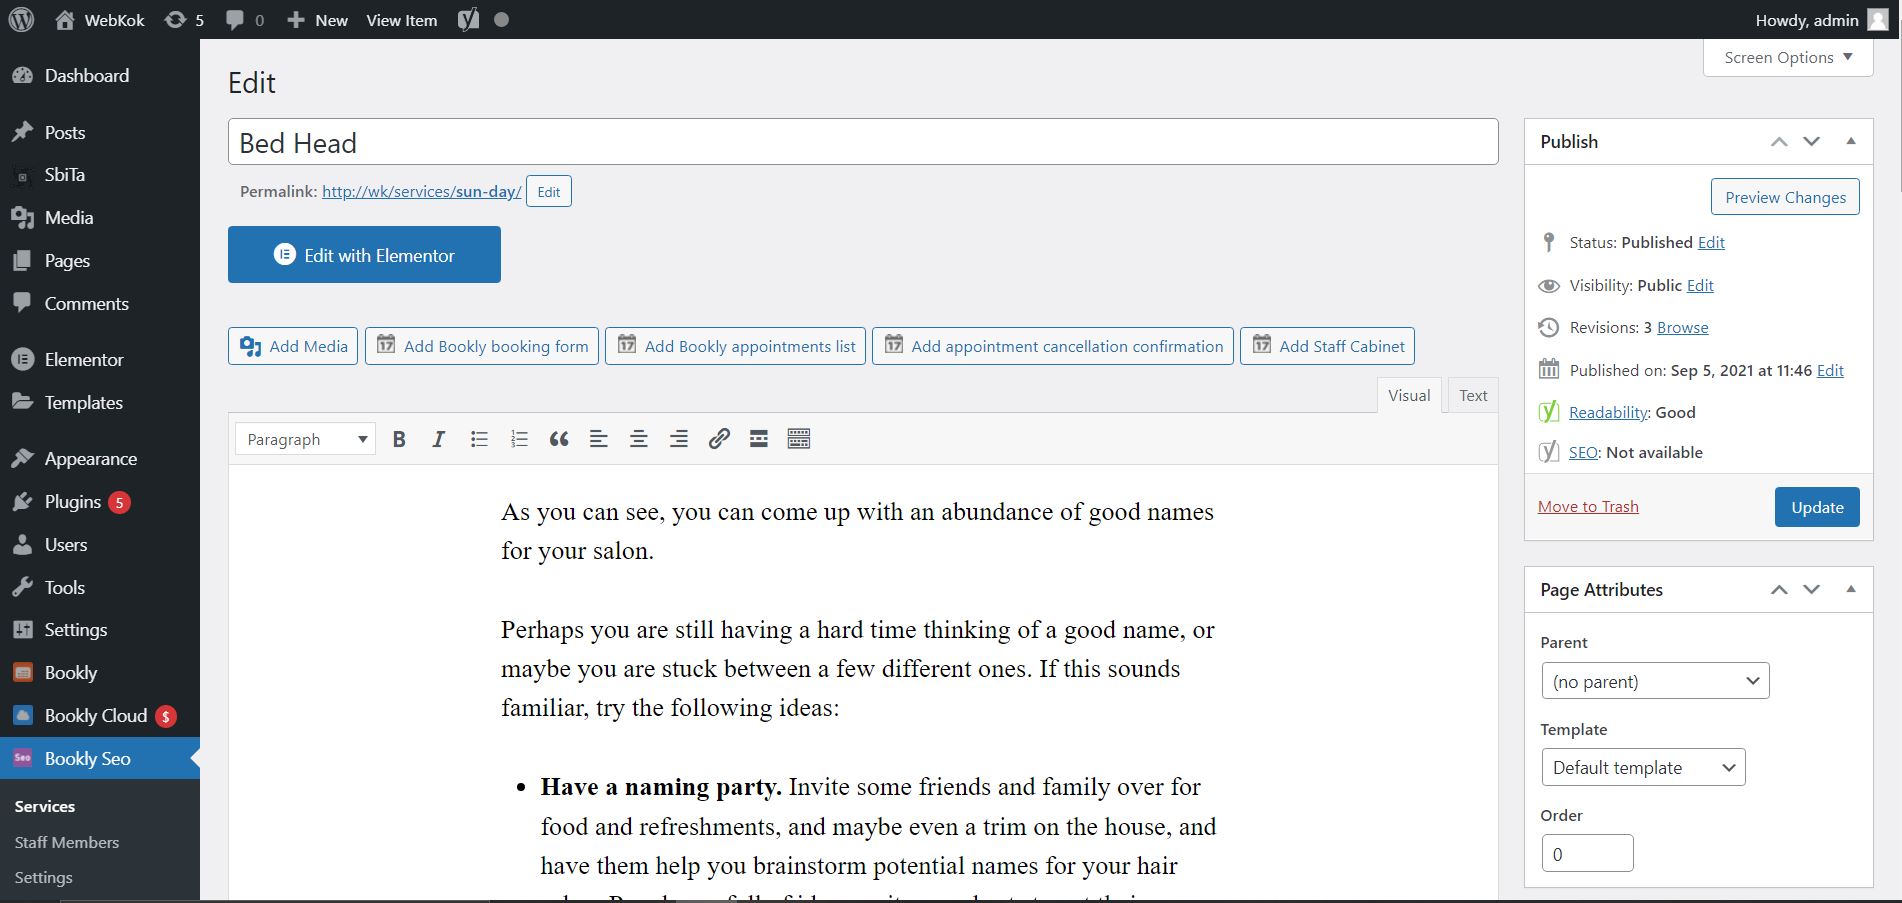 WebKok 5 0 New View Item Howdy, admin
Screen Options
Dashboard
Posts
SbiTa
Media
Pages
Comments
Elementor
Templates
Appearance
Plugins 5
Users
Tools
Settings
Bookly
Bookly Cloud $
Seo Bookly Seo
Services
Staff Members
Settings
Edit
Bed Head
Permalink: http://wk/services/sun-day/ Edit
Edit with Elementor
Add Media 17 Add Bookly booking form 17 Add Bookly appointments list 17 Add appointment cancellation confirmation 17 Add Staff Cabinet
Visual Text
Paragraph B I
As you can see, you can come up with an abundance of good names
for your salon.
Perhaps you are still having a hard time thinking of a good name, or
maybe you are stuck between a few different ones. If this sounds
familiar, try the following ideas:
• Have a naming party. Invite some friends and family over for
food and refreshments, and maybe even a trim on the house, and
have them help you brainstorm potential names for your hair
Publish
Preview Changes
Status: Published Edit
Visibility: Public Edit
Revisions: 3 Browse
Published on: Sep 5, 2021 at 11:46 Edit
Readability: Good
SEO: Not available
Move to Trash Update
Page Attributes
Parent
(no parent)
Template
Default template
Order
0